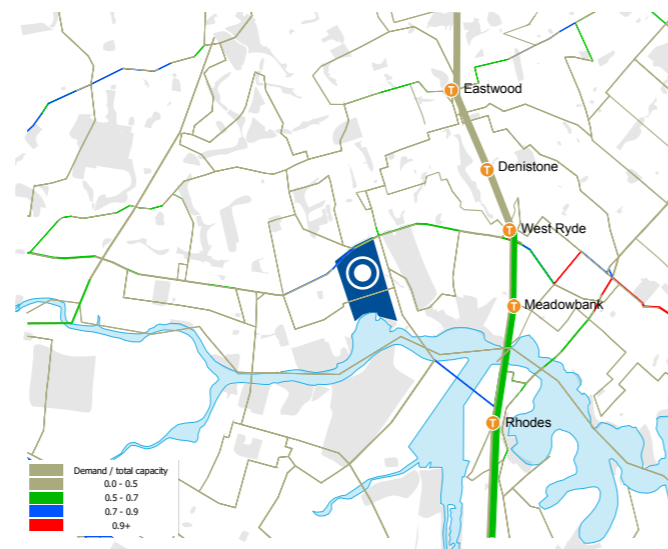 T Eastwood
T Denistone
T West Ryde
T Meadowbank
T Rhodes
Demand / total capacity
0.0 - 0.5
0.5 - 0.7
0.7 - 0.9
0.9+